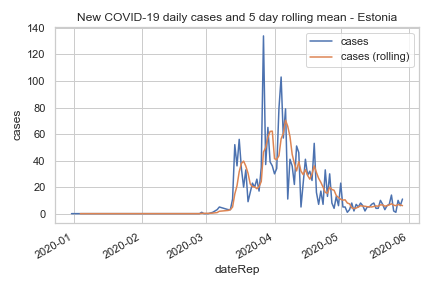 New COVID-19 daily cases and 5 day rolling mean - Estonia
140
120
100
80
60
40
20
0
cases
cases
cases (rolling)
2020-01
2020-02
2020-03
2020-04
2020-05
2020-06
dateRep